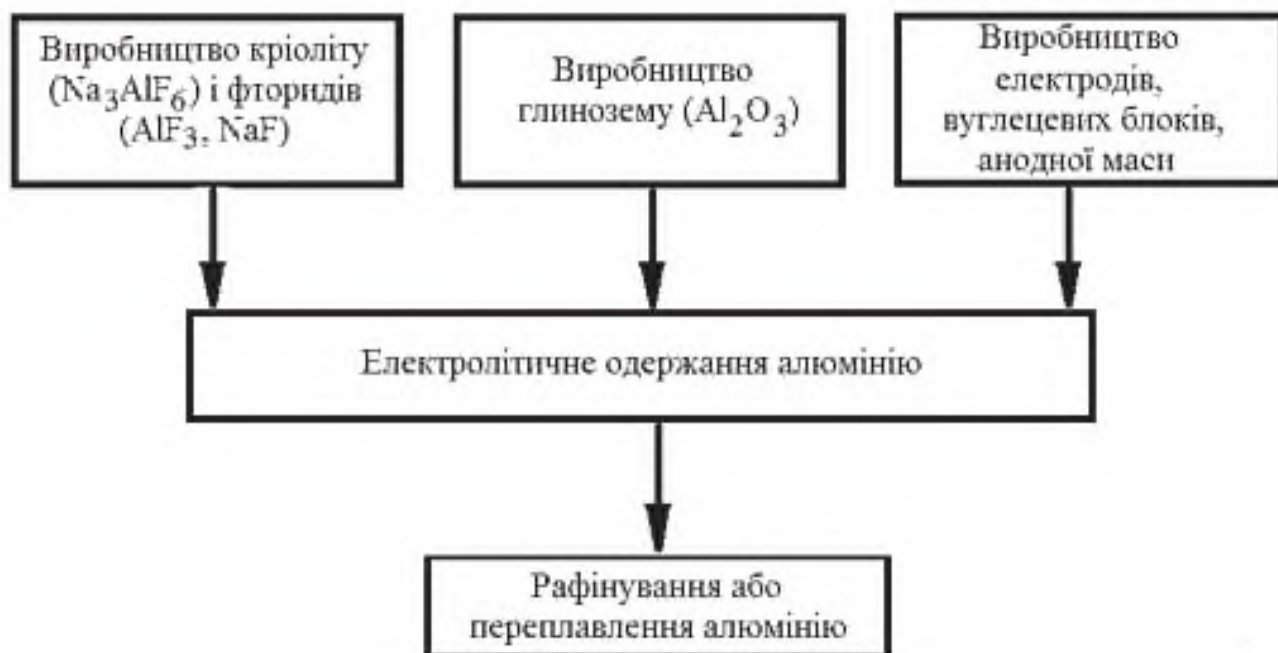 Виробництво кріоліту
(Na₃AlF₆) і фторидів
(AlF₃, NaF)
Виробництво
глинозему (Al₂O₃)
Виробництво
електродів,
вуглецевих блоків,
анодної маси
Електролітичне одержання алюмінію
Рафінування або
переплавлення алюмінію